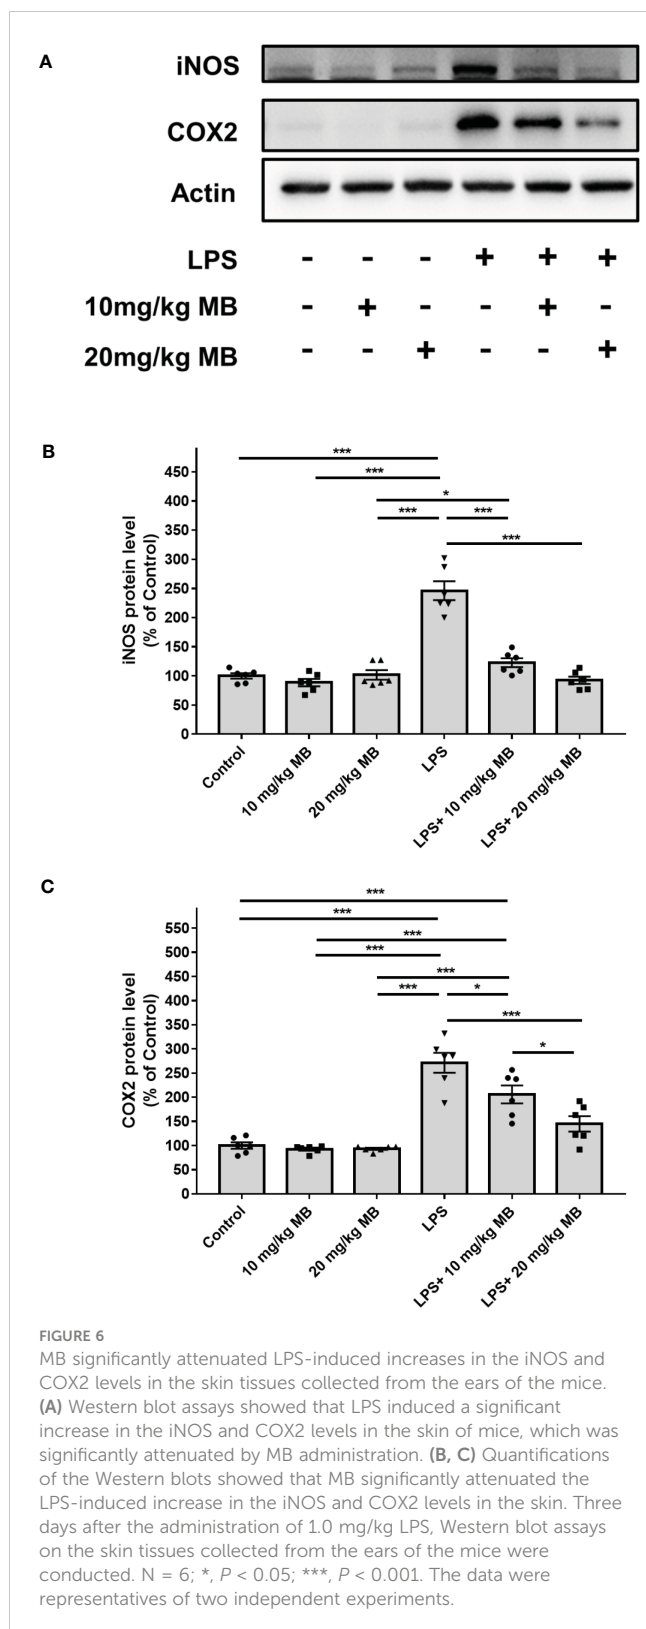 A
iNOS
COX2
Actin
LPS - - - + + +
10mg/kg MB - + - - + -
20mg/kg MB - - + - - +
B
***
***
*
*** ***
***
iNOS protein level
(% of Control)
450
400
350
300
250
200
150
100
50
0
Control
10 mg/kg MB
20 mg/kg MB
LPS
LPS+ 10 mg/kg MB
LPS+ 20 mg/kg MB
C
***
***
***
***
***
*** *
***
*
COX2 protein level
(% of Control)
550
500
450
400
350
300
250
200
150
100
50
0
Control
10 mg/kg MB
20 mg/kg MB
LPS
LPS+ 10 mg/kg MB
LPS+ 20 mg/kg MB
FIGURE 6
MB significantly attenuated LPS-induced increases in the iNOS and
COX2 levels in the skin tissues collected from the ears of the mice.
(A) Western blot assays showed that LPS induced a significant
increase in the iNOS and COX2 levels in the skin of mice, which was
significantly attenuated by MB administration. (B, C) Quantifications
of the Western blots showed that MB significantly attenuated the
LPS-induced increase in the iNOS and COX2 levels in the skin. Three
days after the administration of 1.0 mg/kg LPS, Western blot assays
on the skin tissues collected from the ears of the mice were
conducted. N = 6; *, P < 0.05; ***, P < 0.001. The data were
representatives of two independent experiments.